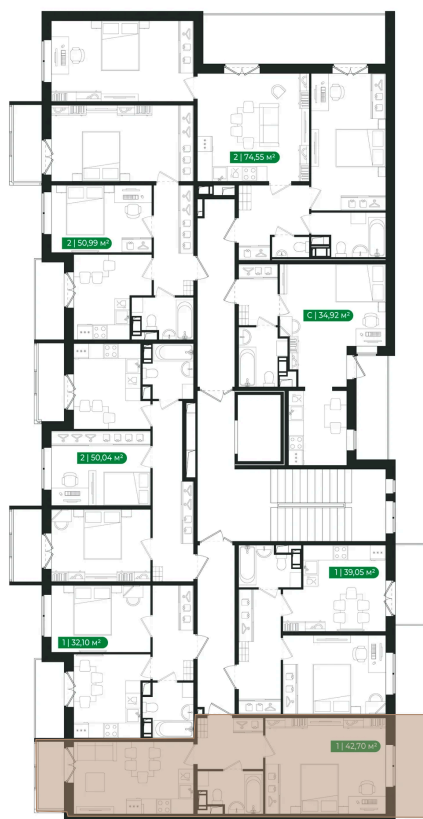 2 | 74,55 м²
2 | 50,99 м²
С | 34,92 м²
2 | 50,04 м²
1 | 39,05 м²
1 | 32,10 м²
1 | 42,70 м²